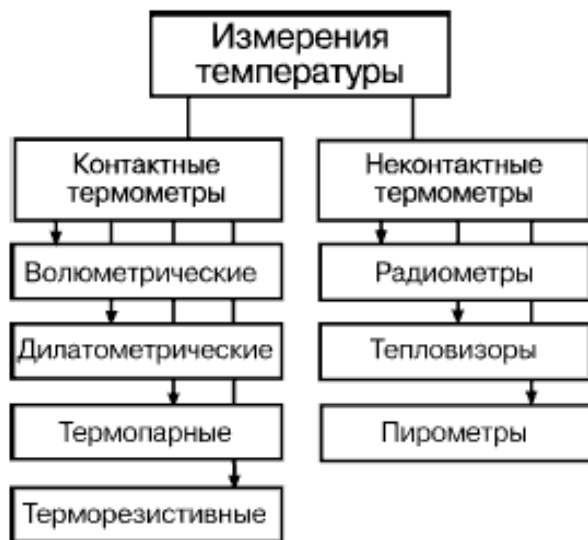 Измерения
температуры
Контактные
термометры
Неконтактные
термометры
Волюметрические
Радиометры
Дилатометрические
Тепловизоры
Термопарные
Пирометры
Терморезистивные